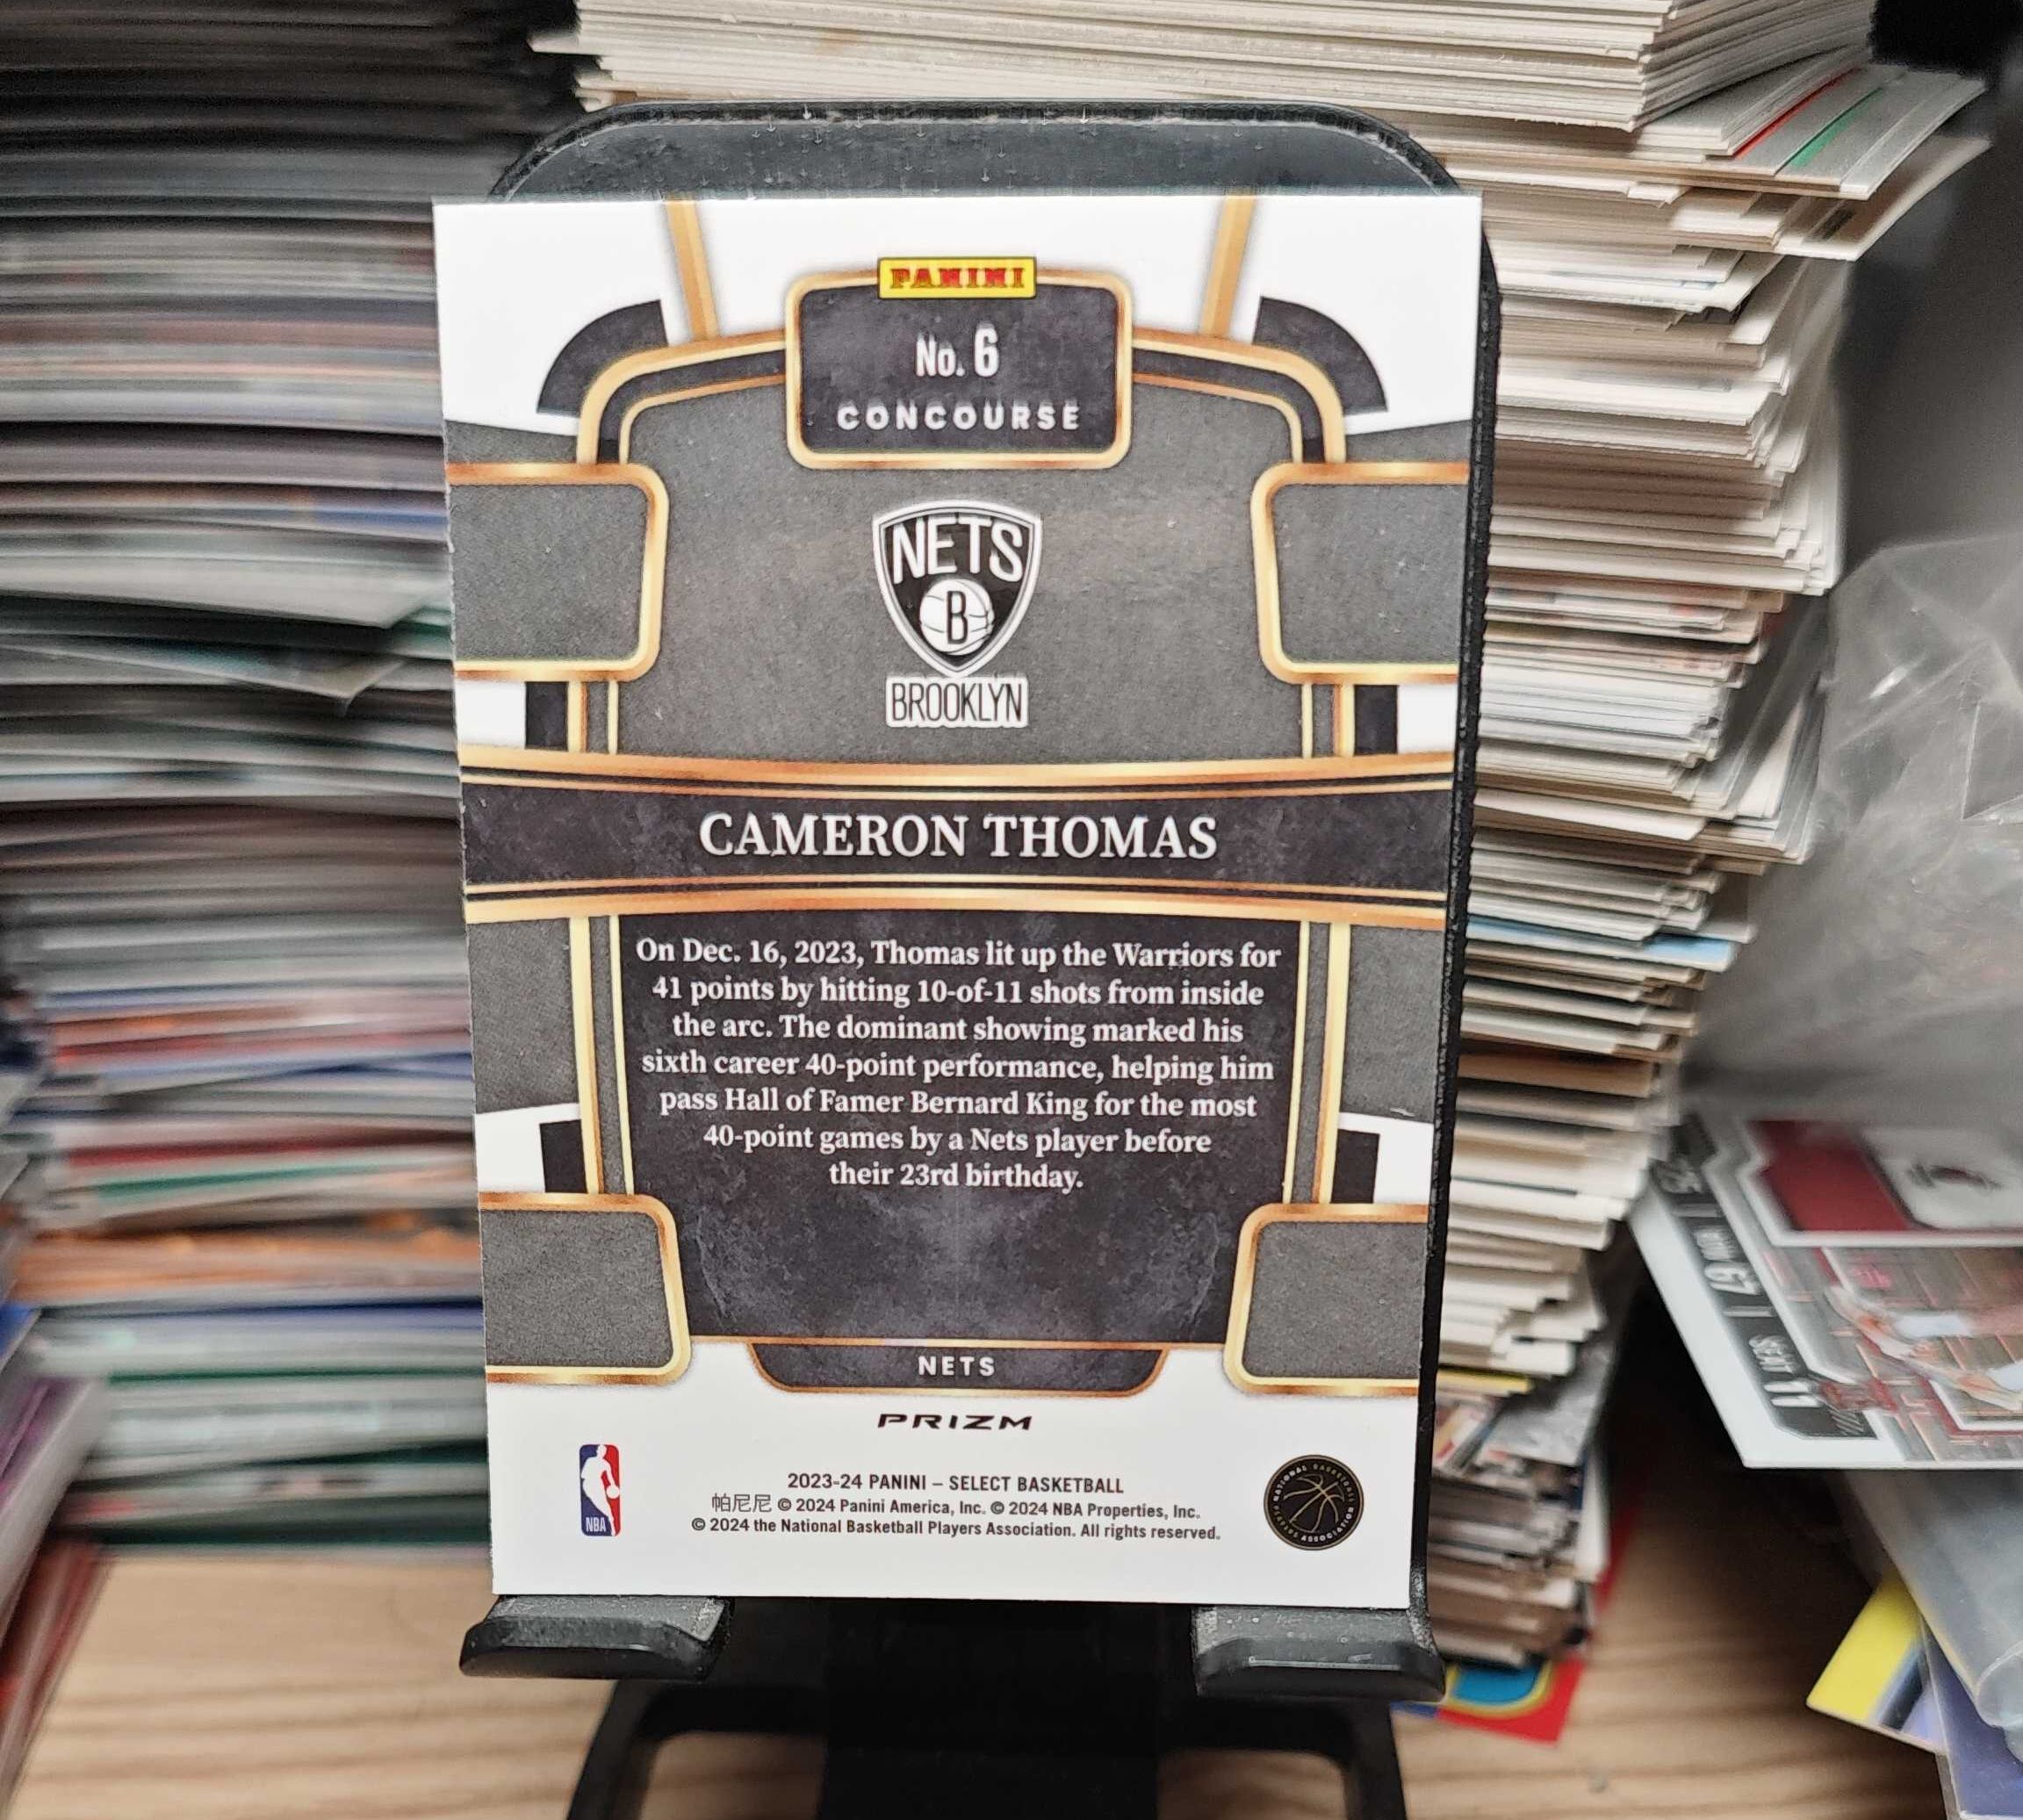 PANINI
No. 6
CONCOURSE
NETS
B
BROOKLYN
CAMERON THOMAS
On Dec. 16, 2023, Thomas lit up the Warriors for
41 points by hitting 10-of-11 shots from inside
the arc. The dominant showing marked his
sixth career 40-point performance, helping him
pass Hall of Famer Bernard King for the most
40-point games by a Nets player before
their 23rd birthday.
NETS
PRIZM
NBA
2023-24 PANINI – SELECT BASKETBALL
帕尼尼 © 2024 Panini America, Inc. © 2024 NBA Properties, Inc.
© 2024 the National Basketball Players Association. All rights reserved.
NATIONAL BASKETBALL
PLAYERS ASSOCIATION